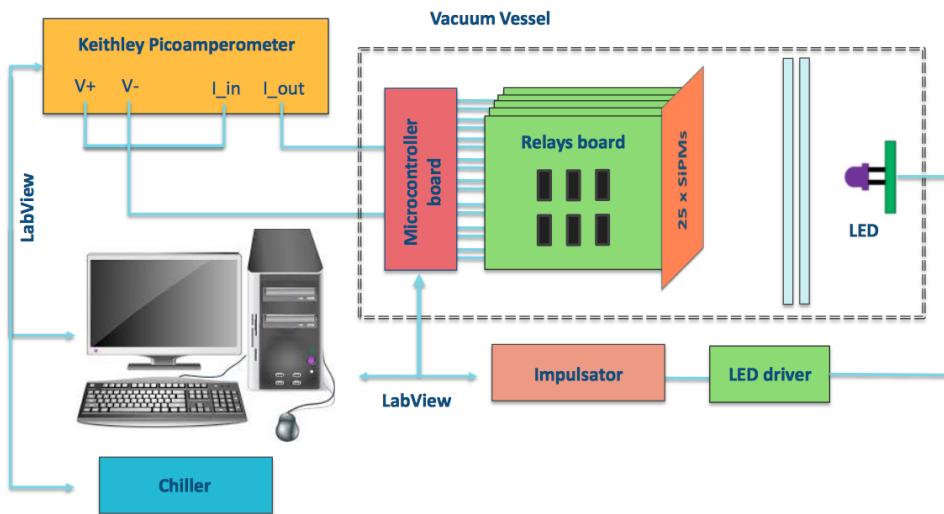 Vacuum Vessel
Keithley Picoamperometer
V+ V- I_in I_out
Microcontroller
board
Relays board
25 x SiPMs
LED
LabView
LabView
Impulsator
LED driver
Chiller